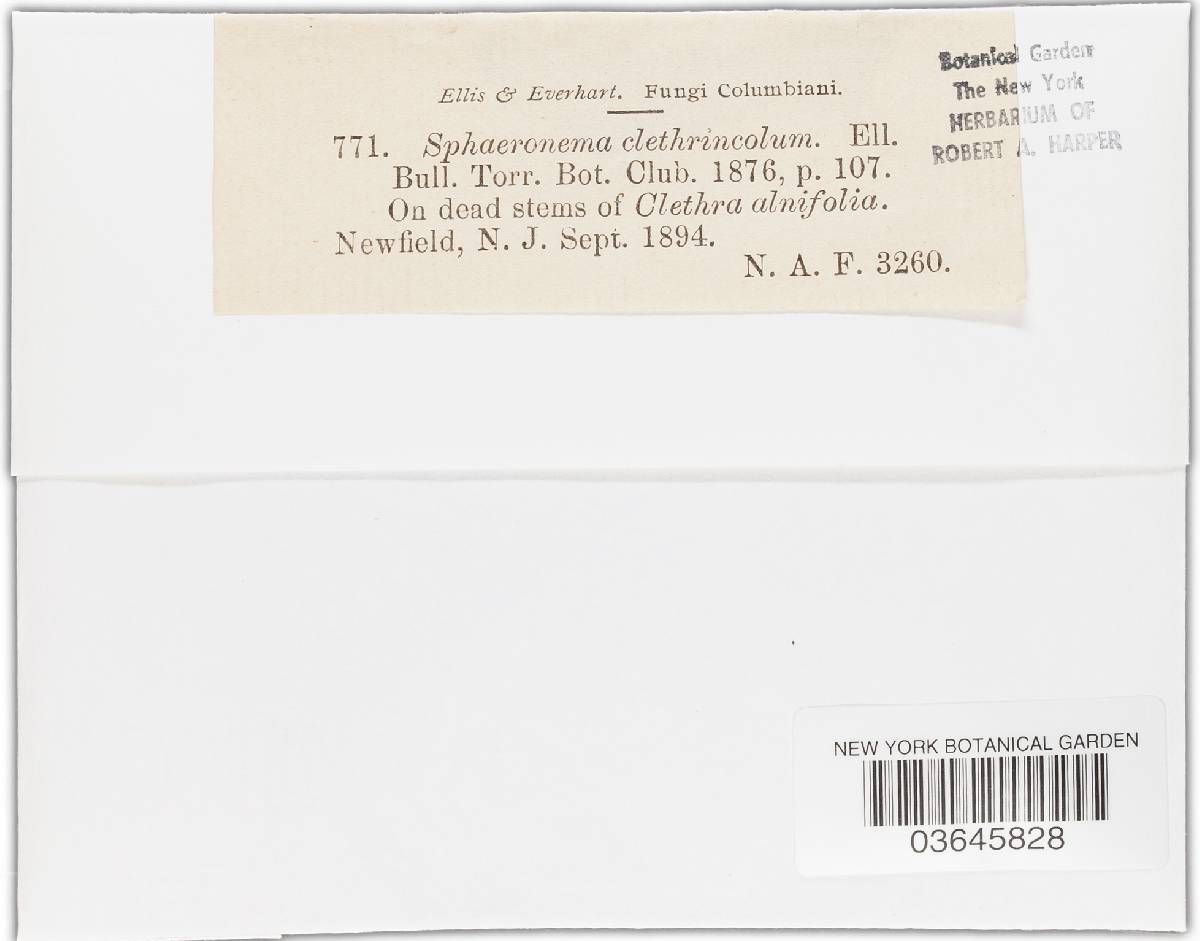 Ellis & Everhart. Fungi Columbiani.
771. Sphaeronema clethrincolum. Ell.
Bull. Torr. Bot. Club. 1876, p. 107.
On dead stems of Clethra alnifolia.
Newfield, N. J. Sept. 1894.
N. A. F. 3260.
Botanical Garden
The New York
HERBARIUM OF
ROBERT A. HARPER
NEW YORK BOTANICAL GARDEN
03645828